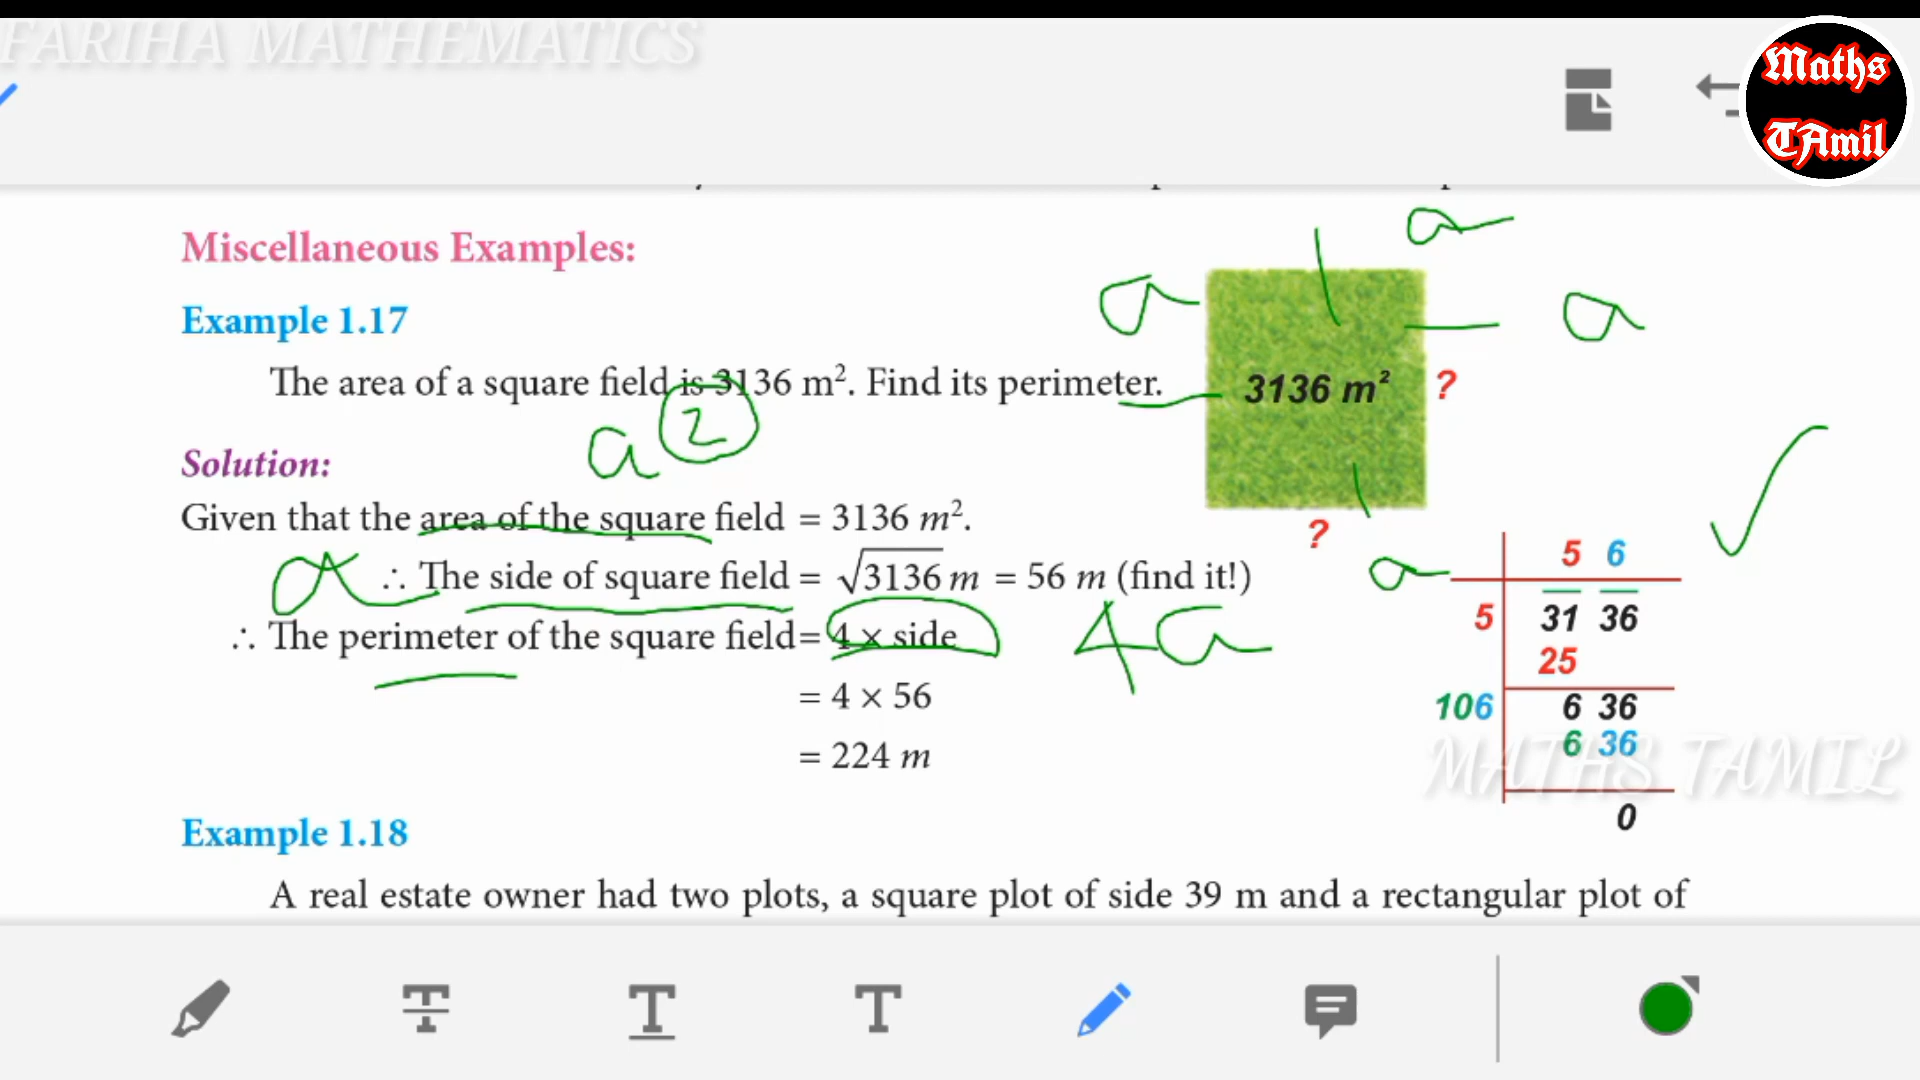 FARIHA MATHEMATICS
Maths
TAmil
Miscellaneous Examples:
a
a
a
Example 1.17
The area of a square field is 3136 m². Find its perimeter.
3136 m²
?
a²
Solution:
Given that the area of the square field = 3136 m².
?
a
a
∴ The side of square field = √3136 m = 56 m (find it!)
∴ The perimeter of the square field= 4 × side
4a
= 4 × 56
= 224 m
5 6
5 31 36
25
106 6 36
6 36
0
MATHS TAMIL
Example 1.18
A real estate owner had two plots, a square plot of side 39 m and a rectangular plot of
T
T
T